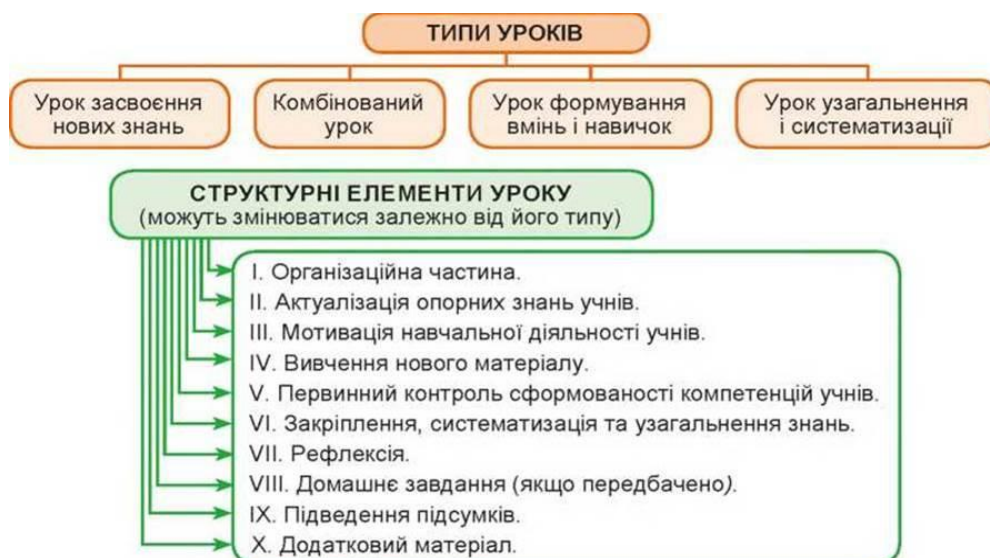 ТИПИ УРОКІВ
Урок засвоєння
нових знань
Комбінований
урок
Урок формування
вмінь і навичок
Урок узагальнення
і систематизації
СТРУКТУРНІ ЕЛЕМЕНТИ УРОКУ
(можуть змінюватися залежно від його типу)
I. Організаційна частина.
II. Актуалізація опорних знань учнів.
III. Мотивація навчальної діяльності учнів.
IV. Вивчення нового матеріалу.
V. Первинний контроль сформованості компетенцій учнів.
VI. Закріплення, систематизація та узагальнення знань.
VII. Рефлексія.
VIII. Домашнє завдання (якщо передбачено).
IX. Підведення підсумків.
X. Додатковий матеріал.